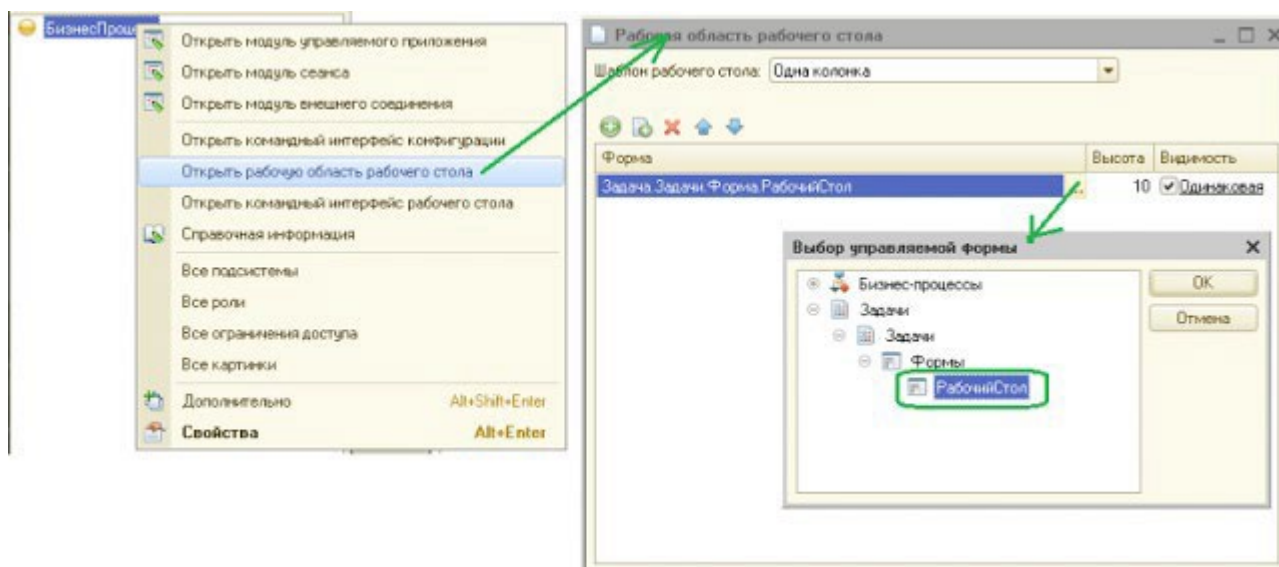 БизнесПроц
Открыть модуль управляемого приложения
Открыть модуль сеанса
Открыть модуль внешнего соединения
Открыть командный интерфейс конфигурации
Открыть рабочую область рабочего стола
Открыть командный интерфейс рабочего стола
Справочная информация
Все подсистемы
Все роли
Все ограничения доступа
Все картинки
Дополнительно Alt+Shift+Enter
Свойства Alt+Enter
Рабочая область рабочего стола
Шаблон рабочего стола: Одна колонка
Форма Высота Видимость
Задача.Задачи.Форма.РабочийСтол ... 10 Одинаковая
Выбор управляемой формы
Бизнес-процессы
Задачи
Задачи
Формы
РабочийСтол
ОК
Отмена